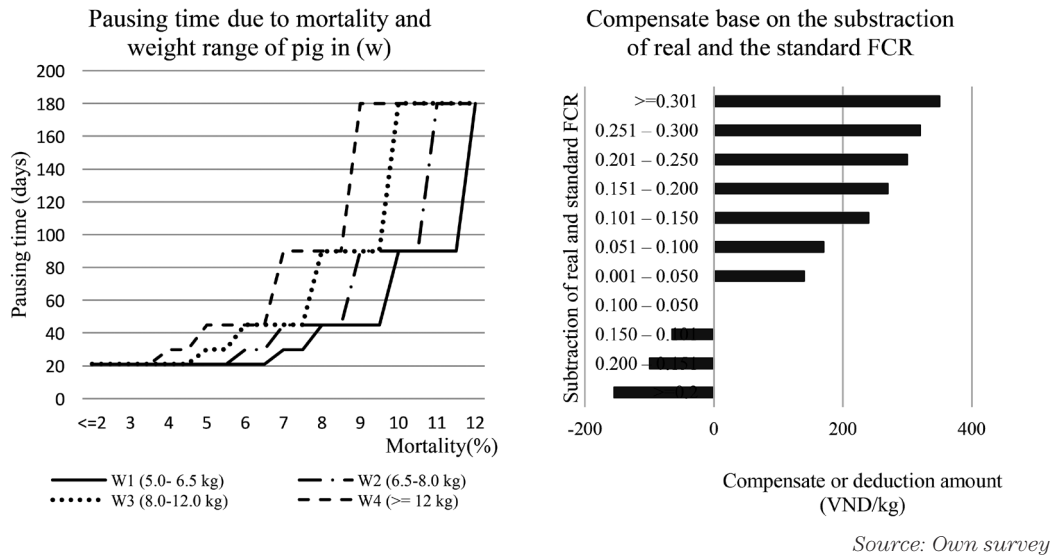 Pausing time due to mortality and
weight range of pig in (w)
200
180
160
140
120
100
80
60
40
20
0
Pausing time (days)
<=2 3 4 5 6 7 8 9 10 11 12
Mortality(%)
W1 (5.0- 6.5 kg)
W2 (6.5-8.0 kg)
W3 (8.0-12.0 kg)
W4 (>= 12 kg)
Compensate base on the substraction
of real and the standard FCR
Subtraction of real and standard FCR
>=0.301
0.251 – 0.300
0.201 – 0.250
0.151 – 0.200
0.101 – 0.150
0.051 – 0.100
0.001 – 0.050
0.100 – 0.050
0.150 – 0.101
0.200 – 0.151
>=0.2
-200 0 200 400
Compensate or deduction amount
(VND/kg)
Source: Own survey